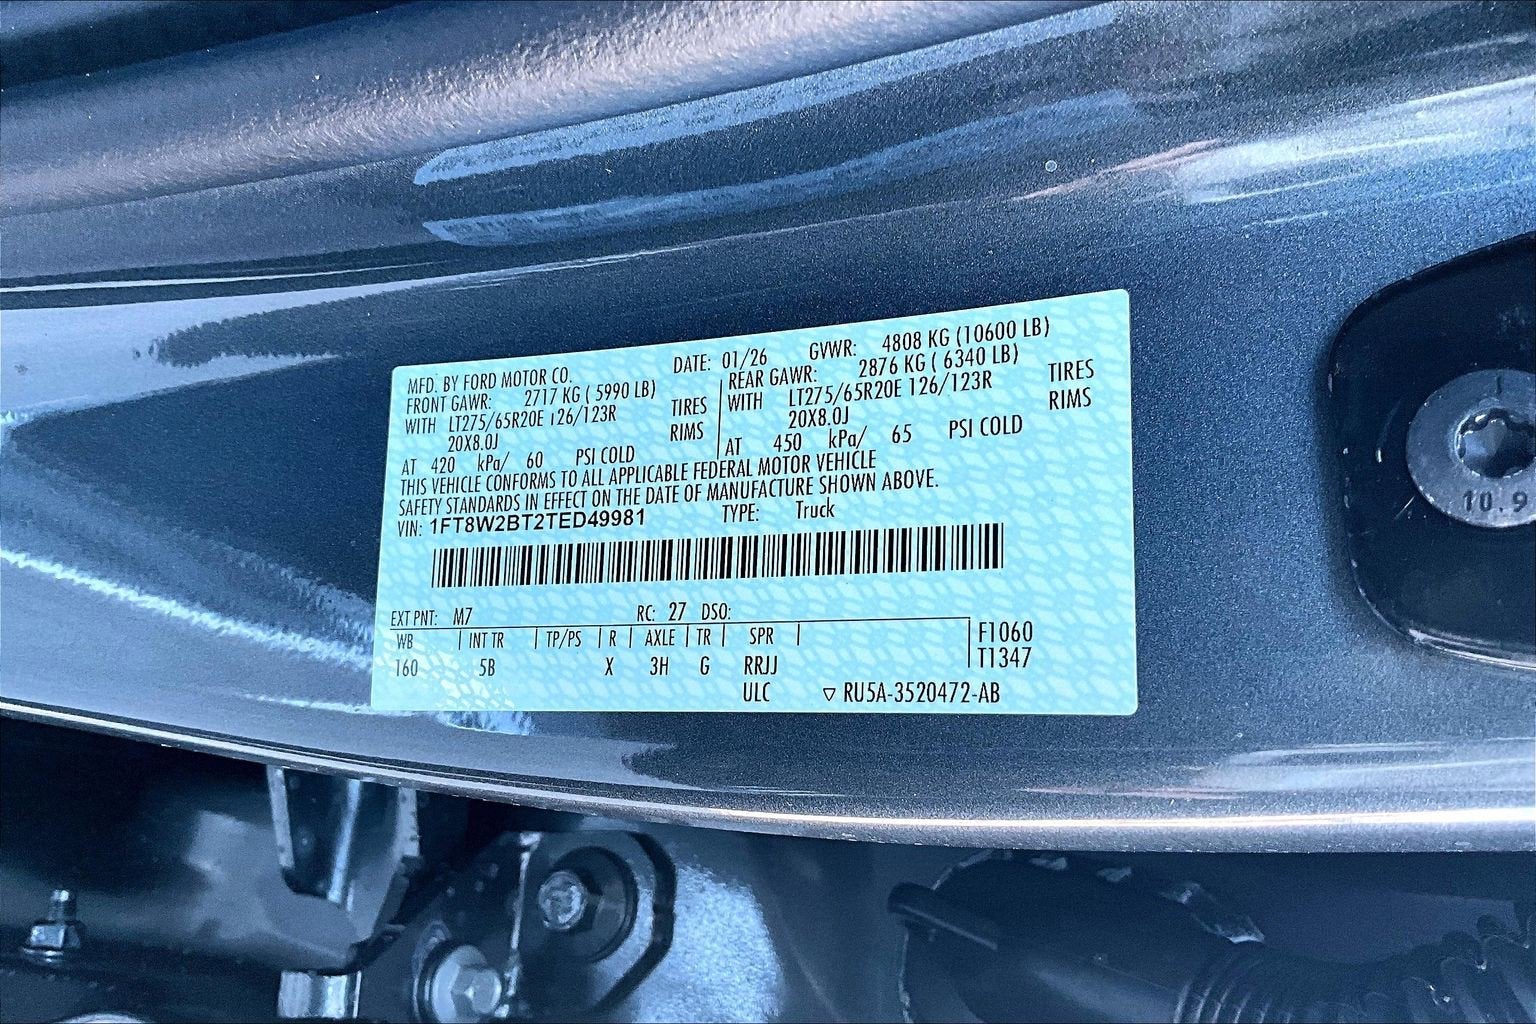 MFD. BY FORD MOTOR CO. DATE: 01/26 GVWR: 4808 KG (10600 LB)
FRONT GAWR: 2717 KG ( 5990 LB) REAR GAWR: 2876 KG ( 6340 LB)
WITH LT275/65R20E 126/123R TIRES WITH LT275/65R20E 126/123R TIRES
20X8.0J RIMS 20X8.0J RIMS
AT 420 kPa/ 60 PSI COLD AT 450 kPa/ 65 PSI COLD
THIS VEHICLE CONFORMS TO ALL APPLICABLE FEDERAL MOTOR VEHICLE
SAFETY STANDARDS IN EFFECT ON THE DATE OF MANUFACTURE SHOWN ABOVE.
VIN: 1FT8W2BT2TED49981 TYPE: Truck
EXT PNT: M7 RC: 27 DSO:
WB | INT TR | TP/PS | R | AXLE | TR | SPR | F1060
160 5B X 3H G RRJJ T1347
ULC ▽ RU5A-3520472-AB
10.9